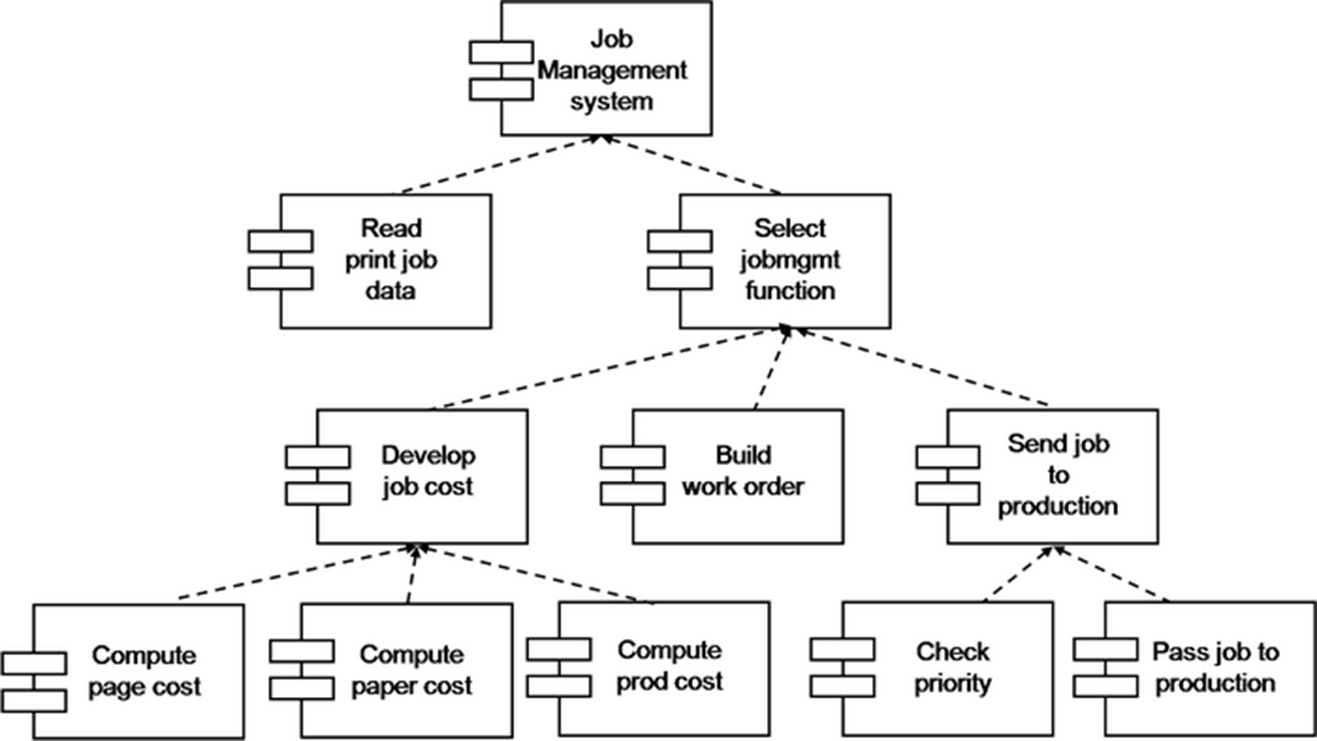 Job
Management
system
Read
print job
data
Select
jobmgmt
function
Develop
job cost
Build
work order
Send job
to
production
Compute
page cost
Compute
paper cost
Compute
prod cost
Check
priority
Pass job to
production